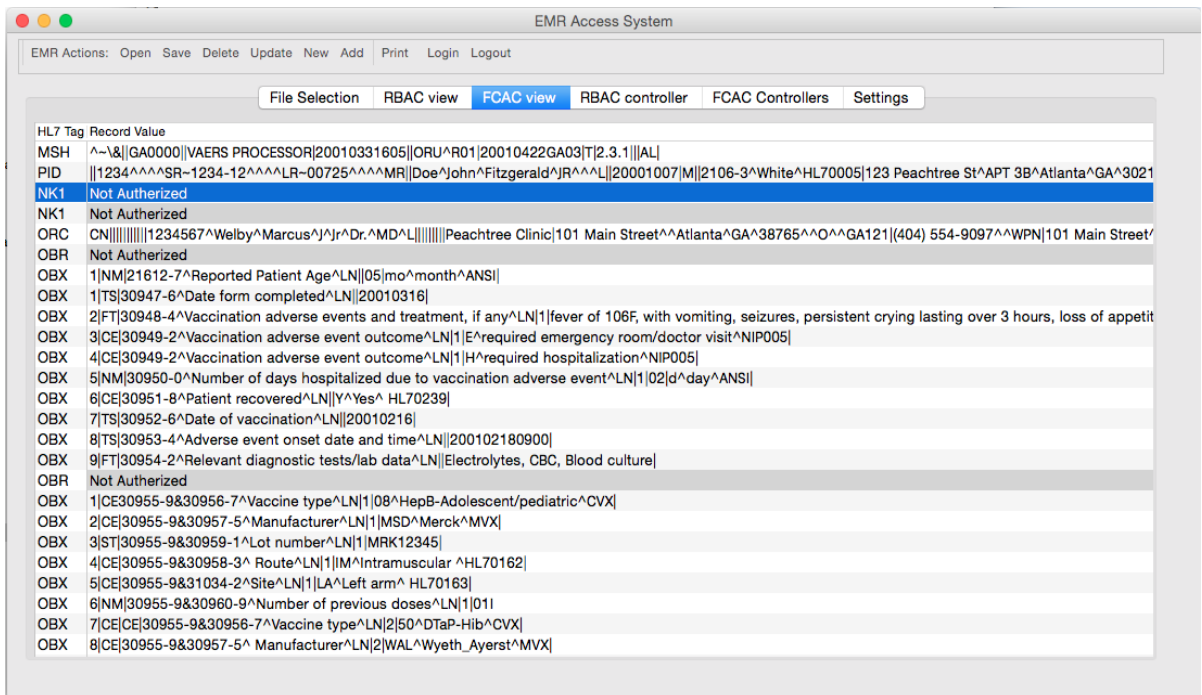 EMR Access System
EMR Actions: Open Save Delete Update New Add Print Login Logout
File Selection RBAC view FCAC view RBAC controller FCAC Controllers Settings
HL7 Tag Record Value
MSH ^~\&||GA0000||VAERS PROCESSOR|20010331605||ORU^R01|20010422GA03|T|2.3.1|||AL|
PID ||1234^^^^SR~1234-12^^^^LR~00725^^^^MR||Doe^John^Fitzgerald^JR^^^L||20001007|M||2106-3^White^HL70005|123 Peachtree St^APT 3B^Atlanta^GA^3021
NK1 Not Autherized
NK1 Not Autherized
ORC CN|||||||||||1234567^Welby^Marcus^J^Jr^Dr.^MD^L|||||||||Peachtree Clinic|101 Main Street^^Atlanta^GA^38765^^O^^GA121|(404) 554-9097^^WPN|101 Main Street^
OBR Not Autherized
OBX 1|NM|21612-7^Reported Patient Age^LN||05|mo^month^ANSI|
OBX 1|TS|30947-6^Date form completed^LN||20010316|
OBX 2|FT|30948-4^Vaccination adverse events and treatment, if any^LN|1|fever of 106F, with vomiting, seizures, persistent crying lasting over 3 hours, loss of appetit
OBX 3|CE|30949-2^Vaccination adverse event outcome^LN|1|E^required emergency room/doctor visit^NIP005|
OBX 4|CE|30949-2^Vaccination adverse event outcome^LN|1|H^required hospitalization^NIP005|
OBX 5|NM|30950-0^Number of days hospitalized due to vaccination adverse event^LN|1|02|d^day^ANSI|
OBX 6|CE|30951-8^Patient recovered^LN||Y^Yes^ HL70239|
OBX 7|TS|30952-6^Date of vaccination^LN||20010216|
OBX 8|TS|30953-4^Adverse event onset date and time^LN||200102180900|
OBX 9|FT|30954-2^Relevant diagnostic tests/lab data^LN||Electrolytes, CBC, Blood culture|
OBR Not Autherized
OBX 1|CE30955-9&30956-7^Vaccine type^LN|1|08^HepB-Adolescent/pediatric^CVX|
OBX 2|CE|30955-9&30957-5^Manufacturer^LN|1|MSD^Merck^MVX|
OBX 3|ST|30955-9&30959-1^Lot number^LN|1|MRK12345|
OBX 4|CE|30955-9&30958-3^ Route^LN|1|IM^Intramuscular ^HL70162|
OBX 5|CE|30955-9&31034-2^Site^LN|1|LA^Left arm^ HL70163|
OBX 6|NM|30955-9&30960-9^Number of previous doses^LN|1|01I
OBX 7|CE|CE|30955-9&30956-7^Vaccine type^LN|2|50^DTaP-Hib^CVX|
OBX 8|CE|30955-9&30957-5^ Manufacturer^LN|2|WAL^Wyeth_Ayerst^MVX|